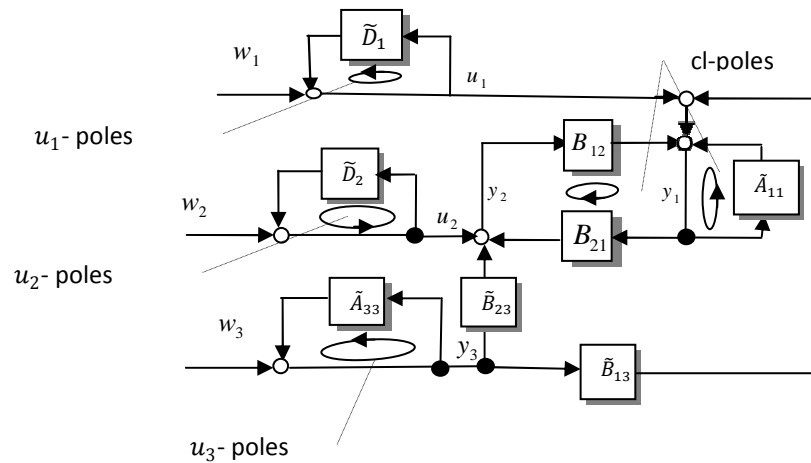 D̃₁
w₁
cl-poles
u₁
u₁- poles
B₁₂
D̃₂
y₂
y₁
Ã₁₁
w₂
u₂
B₂₁
u₂- poles
Ã₃₃
B̃₂₃
w₃
y₃
B̃₁₃
u₃- poles